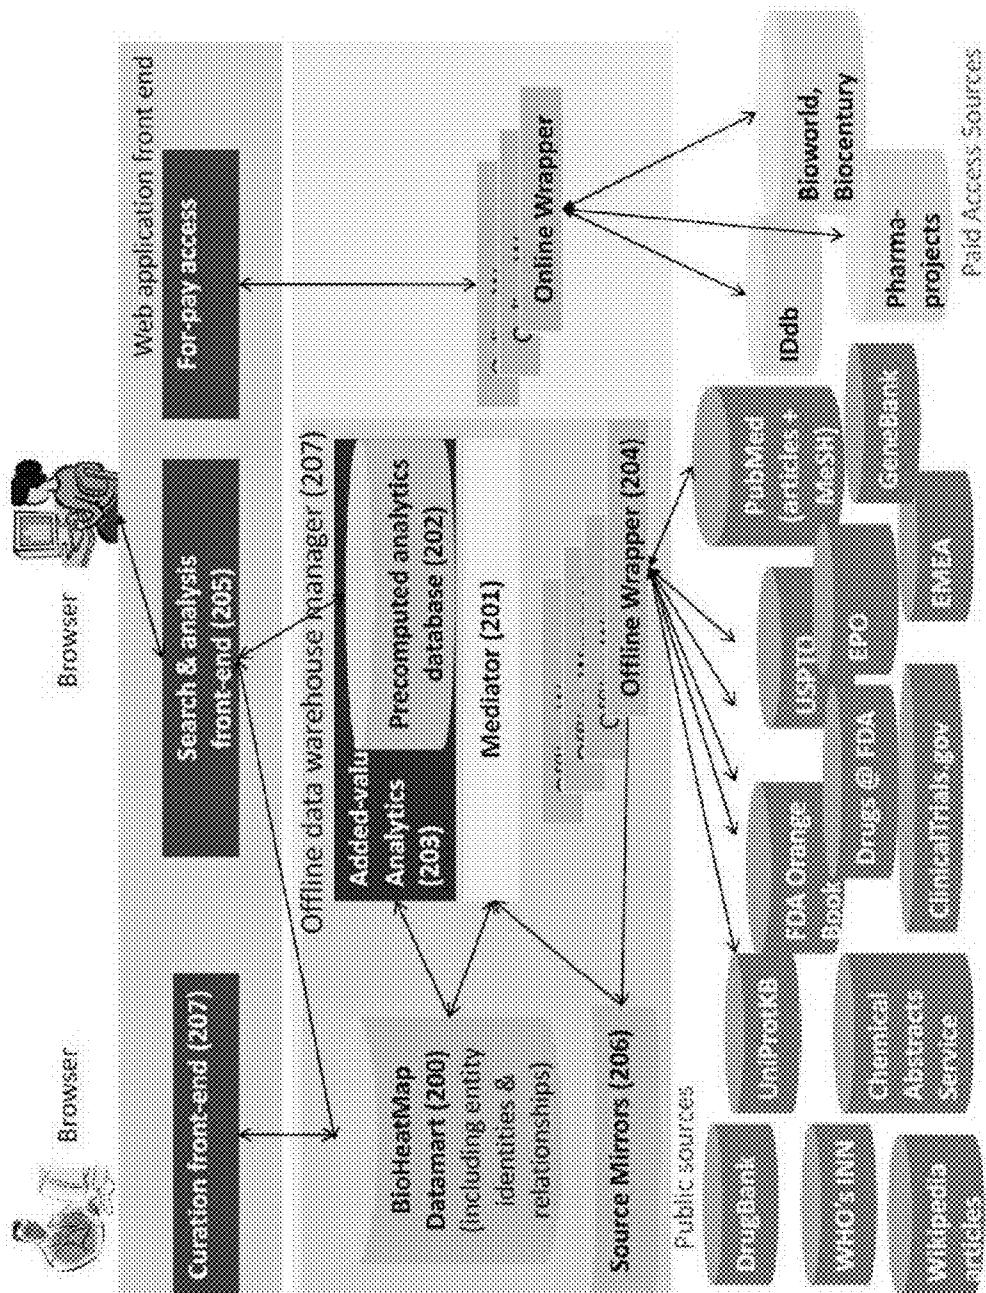 Browser
Browser
Web application front end
Curation front-end (207)
Search & analysis
front-end (205)
For-pay access
Offline data warehouse manager (207)
BioHeatMap
Datamart (200)
(including entity
identities &
relationships)
Added-valu
Analytics
(203)
Precomputed analytics
database (202)
Mediator (201)
Offline Wrapper (204)
Online Wrapper
Source Mirrors (206)
Public sources
DrugBank
WHO's INN
Wikipedia
articles
UniProtKB
Chemical
Abstracts
Service
FDA Orange
Book
Drugs @ FDA
ClinicalTrials.gov
USPTO
EPO
EMEA
PubMed
(articles +
MeSH)
GeneBank
IDdb
Bioworld,
Biocentury
Pharma-
projects
Paid Access Sources